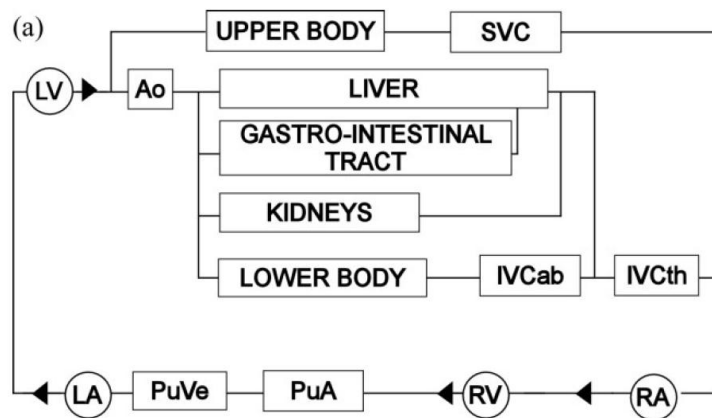 (a)
UPPER BODY
SVC
LV
Ao
LIVER
GASTRO-INTESTINAL
TRACT
KIDNEYS
LOWER BODY
IVCab
IVCth
LA
PuVe
PuA
RV
RA